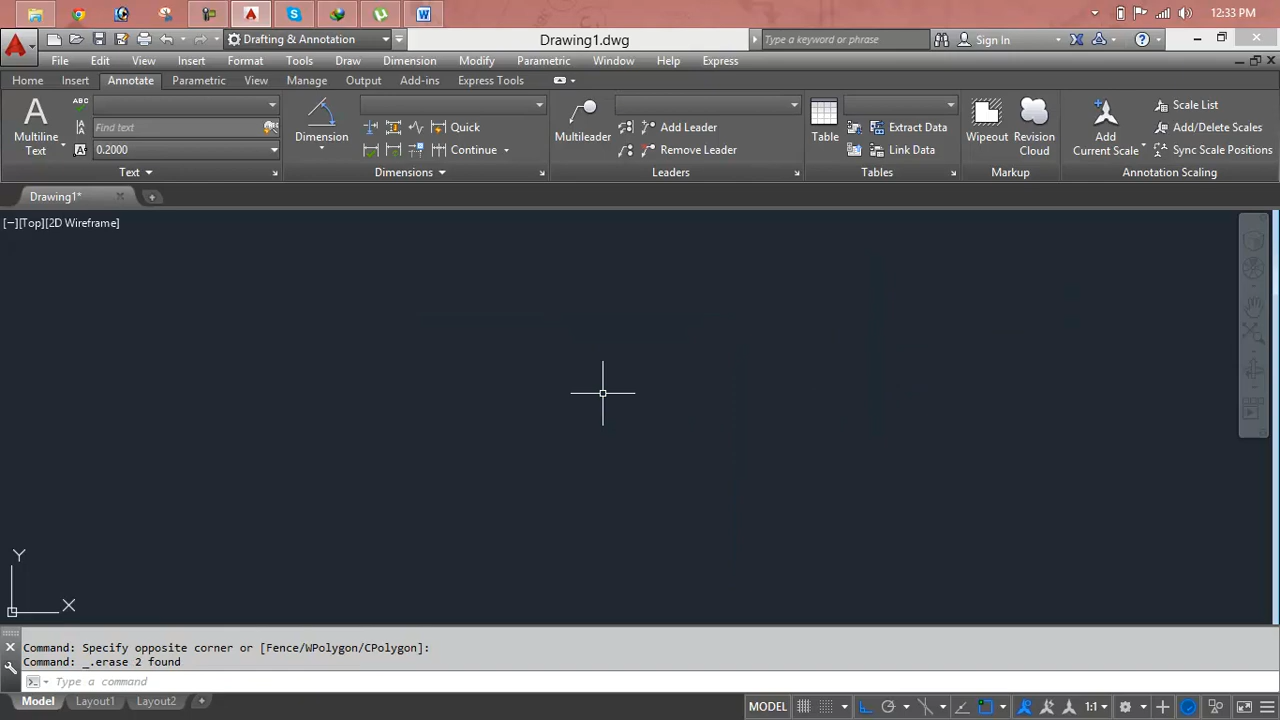 12:33 PM
Drafting & Annotation
Drawing1.dwg
Type a keyword or phrase
Sign In
File Edit View Insert Format Tools Draw Dimension Modify Parametric Window Help Express
Home Insert Annotate Parametric View Manage Output Add-ins Express Tools
Multiline Text
ABC
Find text
0.2000
Dimension
Quick
Continue
Multileader
Add Leader
Remove Leader
Table
Extract Data
Link Data
Wipeout
Revision Cloud
Add Current Scale
Scale List
Add/Delete Scales
Sync Scale Positions
Text Dimensions Leaders Tables Markup Annotation Scaling
Drawing1*
[−][Top][2D Wireframe]
Y
X
Command: Specify opposite corner or [Fence/WPolygon/CPolygon]:
Command: _.erase 2 found
Type a command
Model Layout1 Layout2 +
MODEL 1:1